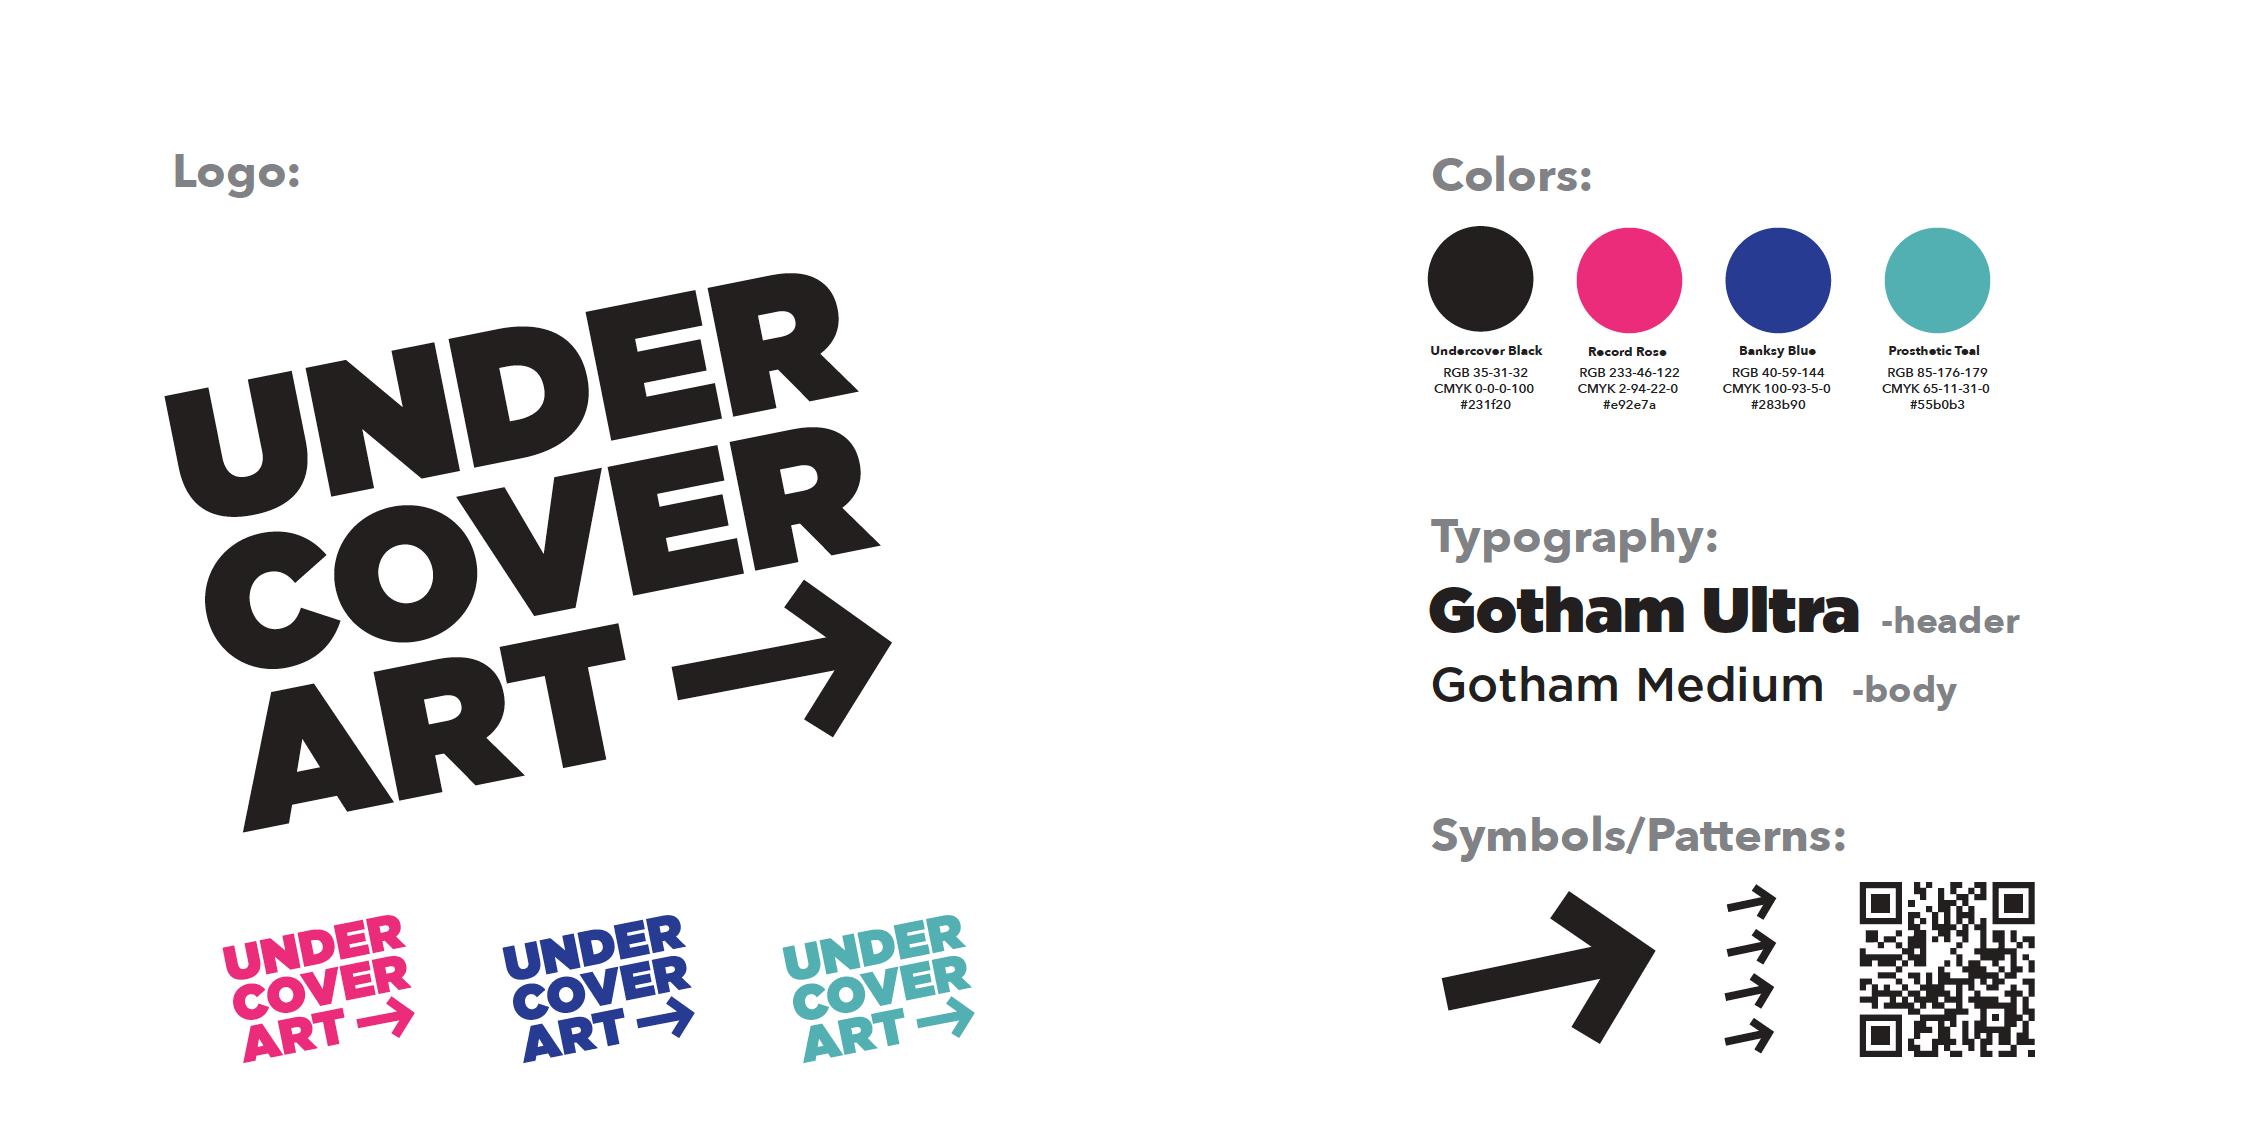 Logo:
UNDER
COVER
ART
UNDER
COVER
ART
UNDER
COVER
ART
UNDER
COVER
ART
Colors:
Undercover Black
RGB 35-31-32
CMYK 0-0-0-100
#231f20
Record Rose
RGB 233-46-122
CMYK 2-94-22-0
#e92e7a
Banksy Blue
RGB 40-59-144
CMYK 100-93-5-0
#283b90
Prosthetic Teal
RGB 85-176-179
CMYK 65-11-31-0
#55b0b3
Typography:
Gotham Ultra -header
Gotham Medium -body
Symbols/Patterns: